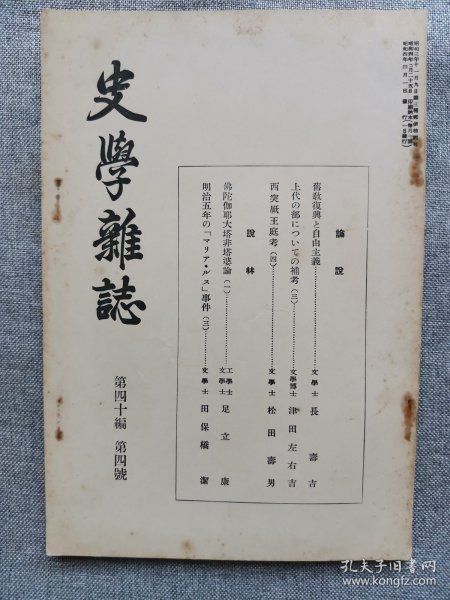 史學雜誌
第四十編 第四號
論說
舊敎復興と自由主義………文學士 長壽吉
上代の部についての補考(三)………文學博士 津田左右吉
西突厥王庭考(四)………文學士 松田壽男
說林
佛陀伽耶大塔非塔婆論(一)………工學士 文學士 足立康
明治五年の「マリア・ルス」事件(三)………文學士 田保橋潔
孔夫子旧书网
www.kongfz.com